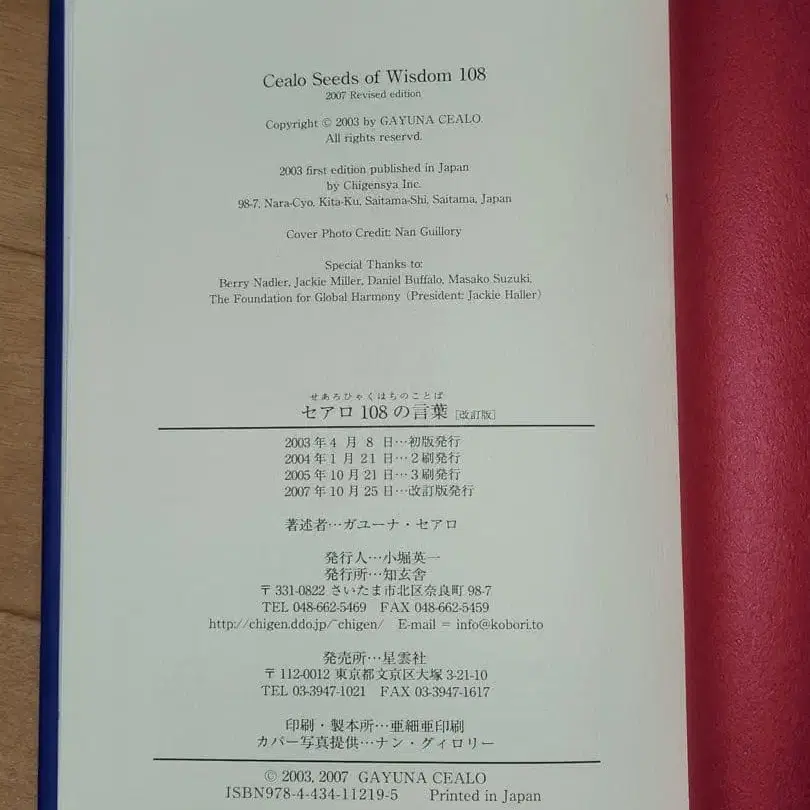 Cealo Seeds of Wisdom 108
2007 Revised edition
Copyright © 2003 by GAYUNA CEALO.
All rights reservd.
2003 first edition published in Japan
by Chigensya Inc.
98-7, Nara-Cyo, Kita-Ku, Saitama-Shi, Saitama, Japan
Cover Photo Credit: Nan Guillory
Special Thanks to:
Berry Nadler, Jackie Miller, Daniel Buffalo, Masako Suzuki,
The Foundation for Global Harmony (President: Jackie Haller)
せあろひゃくはちのことば
セアロ 108 の言葉 [改訂版]
2003 年 4 月 8 日…初版発行
2004 年 1 月 21 日…2 刷発行
2005 年 10 月 21 日…3 刷発行
2007 年 10 月 25 日…改訂版発行
著述者…ガユーナ・セアロ
発行人…小堀英一
発行所…知玄舎
〒 331-0822 さいたま市北区奈良町 98-7
TEL 048-662-5469 FAX 048-662-5459
http://chigen.ddo.jp/~chigen/ E-mail = info@kobori.to
発売所…星雲社
〒 112-0012 東京都文京区大塚 3-21-10
TEL 03-3947-1021 FAX 03-3947-1617
印刷・製本所…亜細亜印刷
カバー写真提供…ナン・グィロリー
© 2003, 2007 GAYUNA CEALO
ISBN978-4-434-11219-5 Printed in Japan